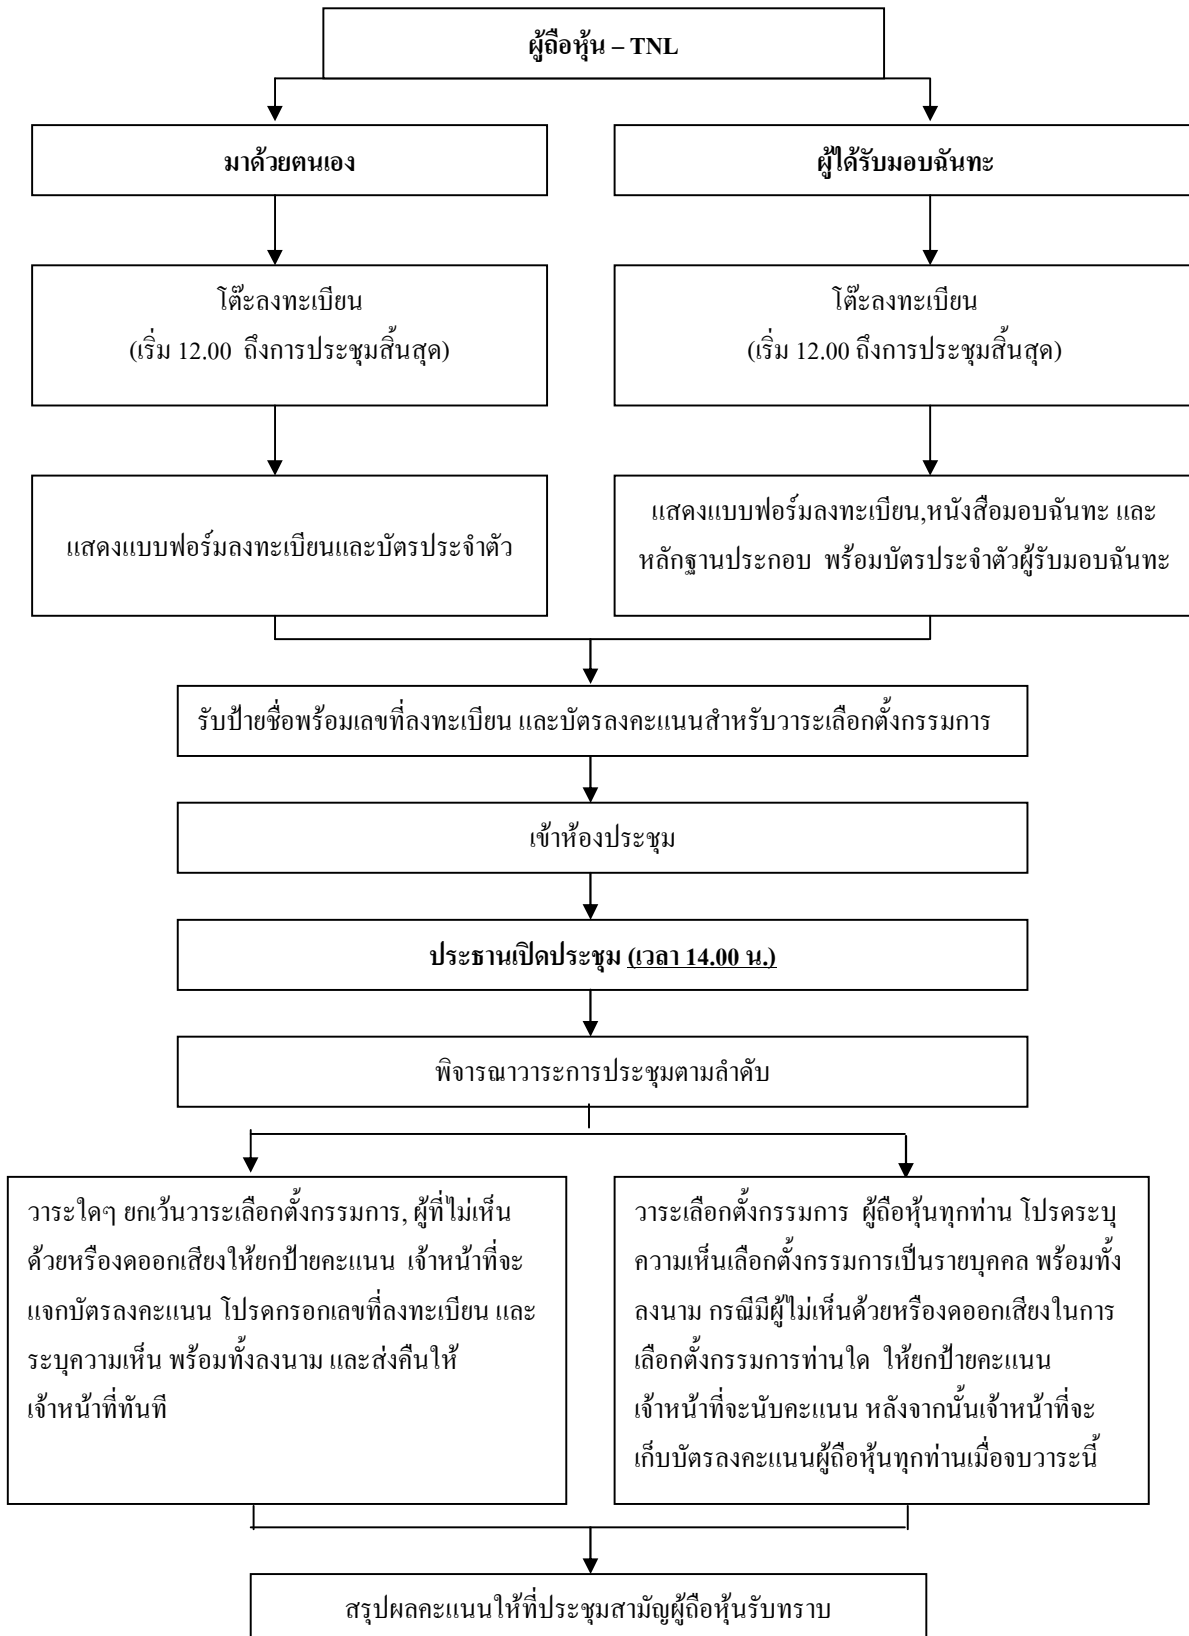 ผู้ถือหุ้น – TNL
มาด้วยตนเอง
ผู้ได้รับมอบฉันทะ
โต๊ะลงทะเบียน
(เริ่ม 12.00 ถึงการประชุมสิ้นสุด)
โต๊ะลงทะเบียน
(เริ่ม 12.00 ถึงการประชุมสิ้นสุด)
แสดงแบบฟอร์มลงทะเบียนและบัตรประจำตัว
แสดงแบบฟอร์มลงทะเบียน,หนังสือมอบฉันทะ และ
หลักฐานประกอบ พร้อมบัตรประจำตัวผู้รับมอบฉันทะ
รับป้ายชื่อพร้อมเลขที่ลงทะเบียน และบัตรลงคะแนนสำหรับวาระเลือกตั้งกรรมการ
เข้าห้องประชุม
ประธานเปิดประชุม (เวลา 14.00 น.)
พิจารณาวาระการประชุมตามลำดับ
วาระใดๆ ยกเว้นวาระเลือกตั้งกรรมการ, ผู้ที่ไม่เห็น
ด้วยหรืองดออกเสียงให้ยกป้ายคะแนน เจ้าหน้าที่จะ
แจกบัตรลงคะแนน โปรดกรอกเลขที่ลงทะเบียน และ
ระบุความเห็น พร้อมทั้งลงนาม และส่งคืนให้
เจ้าหน้าที่ทันที
วาระเลือกตั้งกรรมการ ผู้ถือหุ้นทุกท่าน โปรดระบุ
ความเห็นเลือกตั้งกรรมการเป็นรายบุคคล พร้อมทั้ง
ลงนาม กรณีมีผู้ไม่เห็นด้วยหรืองดออกเสียงในการ
เลือกตั้งกรรมการท่านใด ให้ยกป้ายคะแนน
เจ้าหน้าที่จะนับคะแนน หลังจากนั้นเจ้าหน้าที่จะ
เก็บบัตรลงคะแนนผู้ถือหุ้นทุกท่านเมื่อจบวาระนี้
สรุปผลคะแนนให้ที่ประชุมสามัญผู้ถือหุ้นรับทราบ